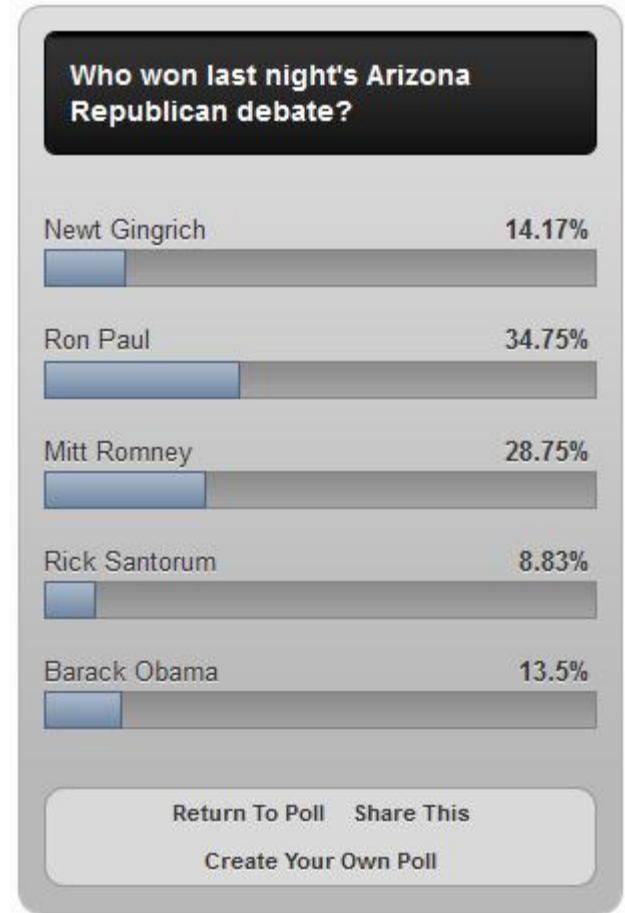 Who won last night's Arizona
Republican debate?
Newt Gingrich 14.17%
Ron Paul 34.75%
Mitt Romney 28.75%
Rick Santorum 8.83%
Barack Obama 13.5%
Return To Poll Share This
Create Your Own Poll